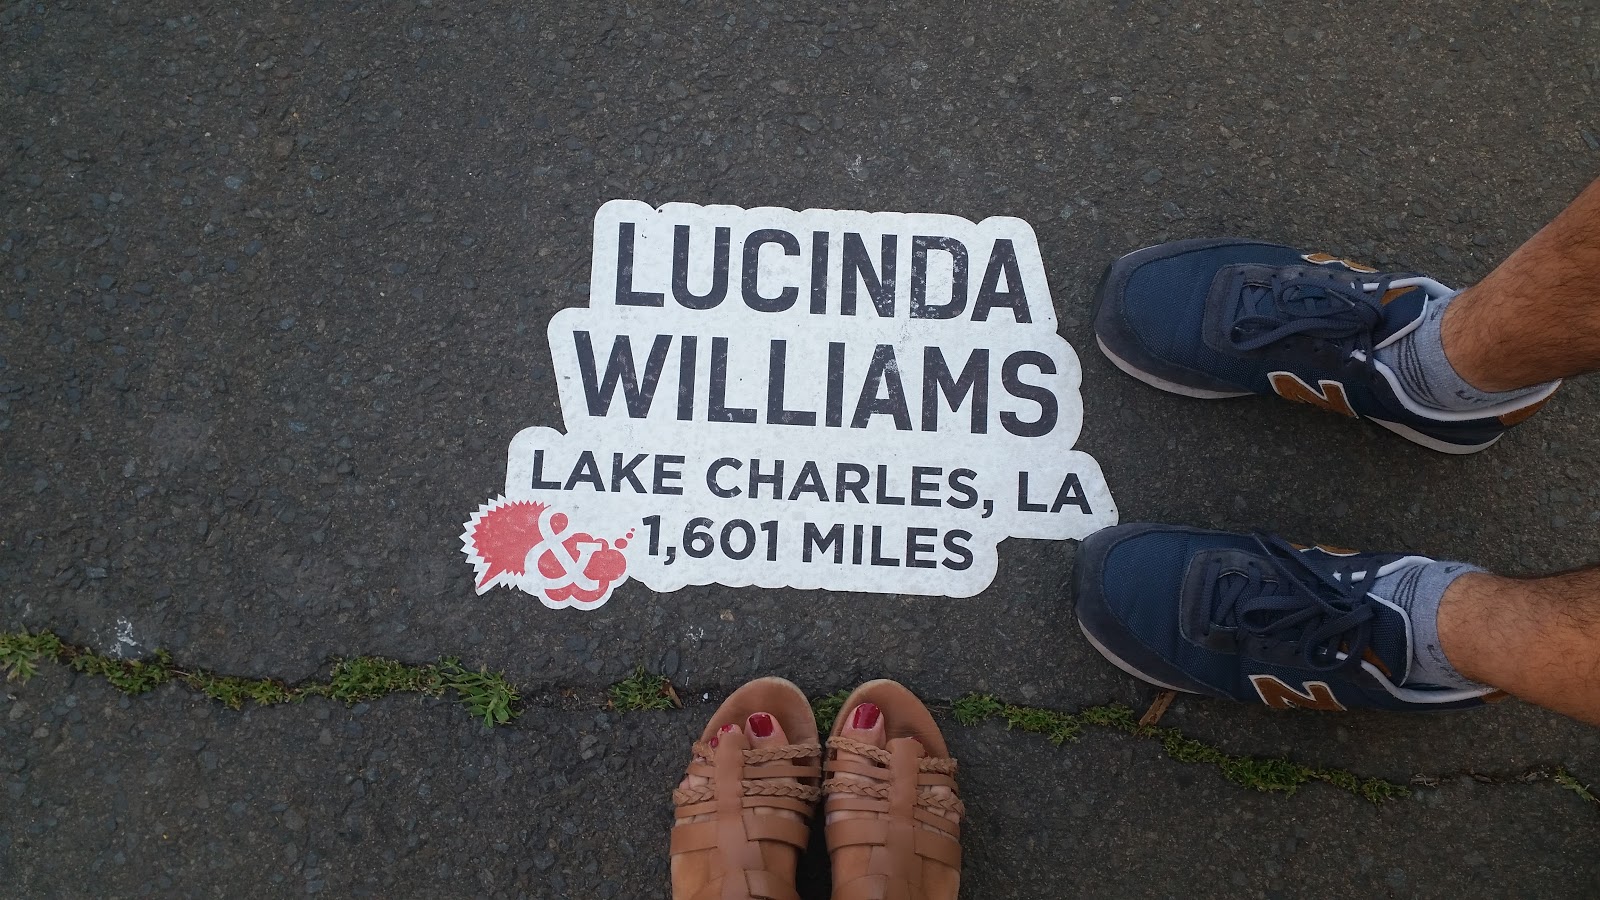 LUCINDA
WILLIAMS
LAKE CHARLES, LA
& 1,601 MILES
N
N